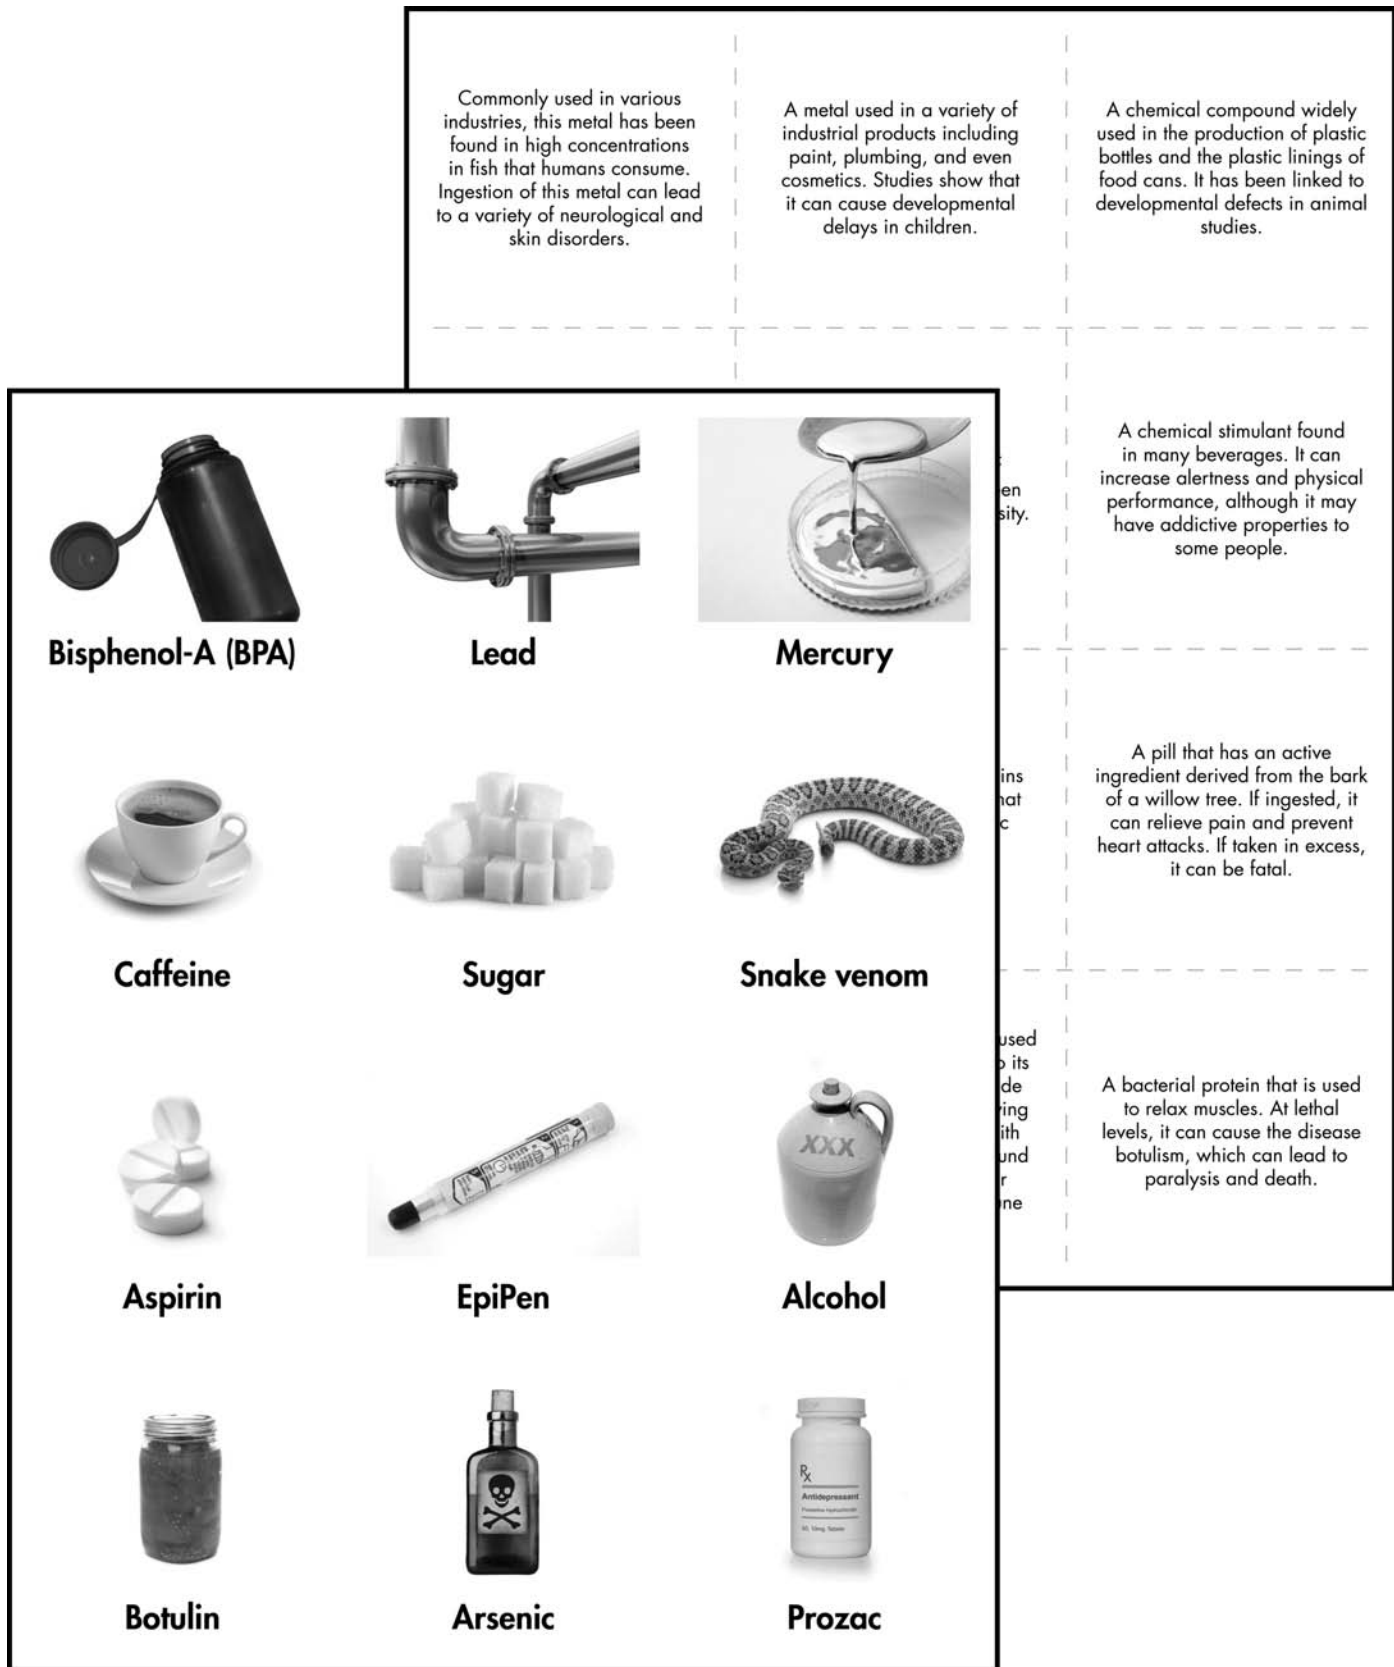 Commonly used in various
industries, this metal has been
found in high concentrations
in fish that humans consume.
Ingestion of this metal can lead
to a variety of neurological and
skin disorders.
A metal used in a variety of
industrial products including
paint, plumbing, and even
cosmetics. Studies show that
it can cause developmental
delays in children.
A chemical compound widely
used in the production of plastic
bottles and the plastic linings of
food cans. It has been linked to
developmental defects in animal
studies.
A chemical stimulant found
in many beverages. It can
increase alertness and physical
performance, although it may
have addictive properties to
some people.
A pill that has an active
ingredient derived from the bark
of a willow tree. If ingested, it
can relieve pain and prevent
heart attacks. If taken in excess,
it can be fatal.
used
its
A bacterial protein that is used
to relax muscles. At lethal
levels, it can cause the disease
botulism, which can lead to
paralysis and death.
Bisphenol-A (BPA)
Lead
Mercury
Caffeine
Sugar
Snake venom
XXX
Aspirin
EpiPen
Alcohol
Rx
Antidepressant
Botulin
Arsenic
Prozac